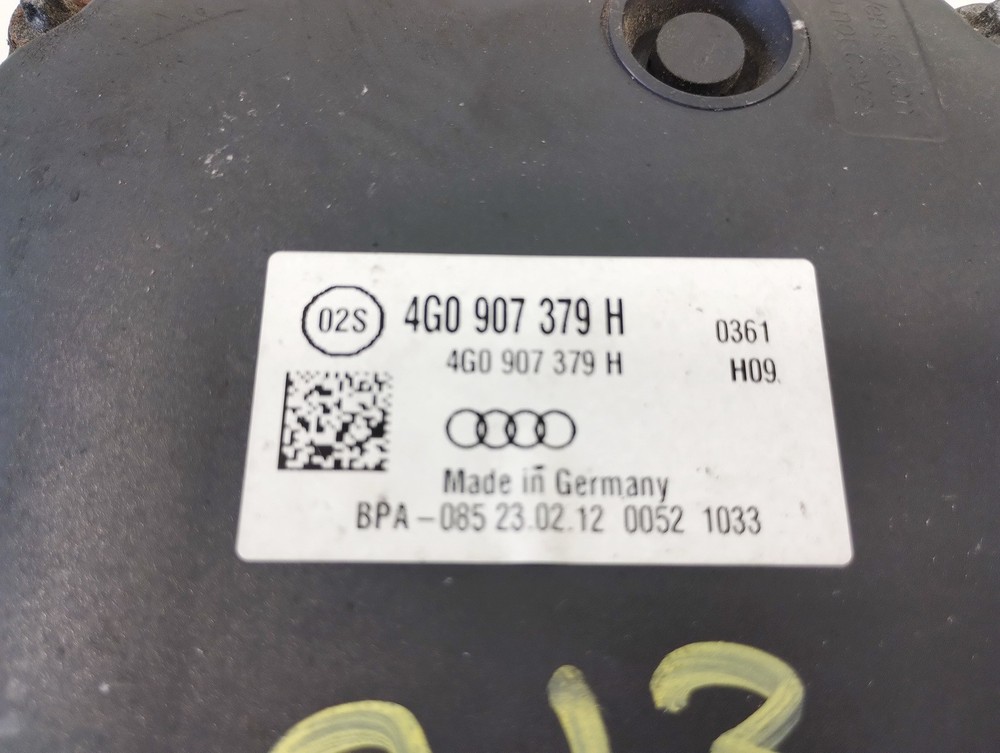 02S 4G0 907 379 H 0361
4G0 907 379 H H09
Made in Germany
BPA-085 23.02.12 0052 1033